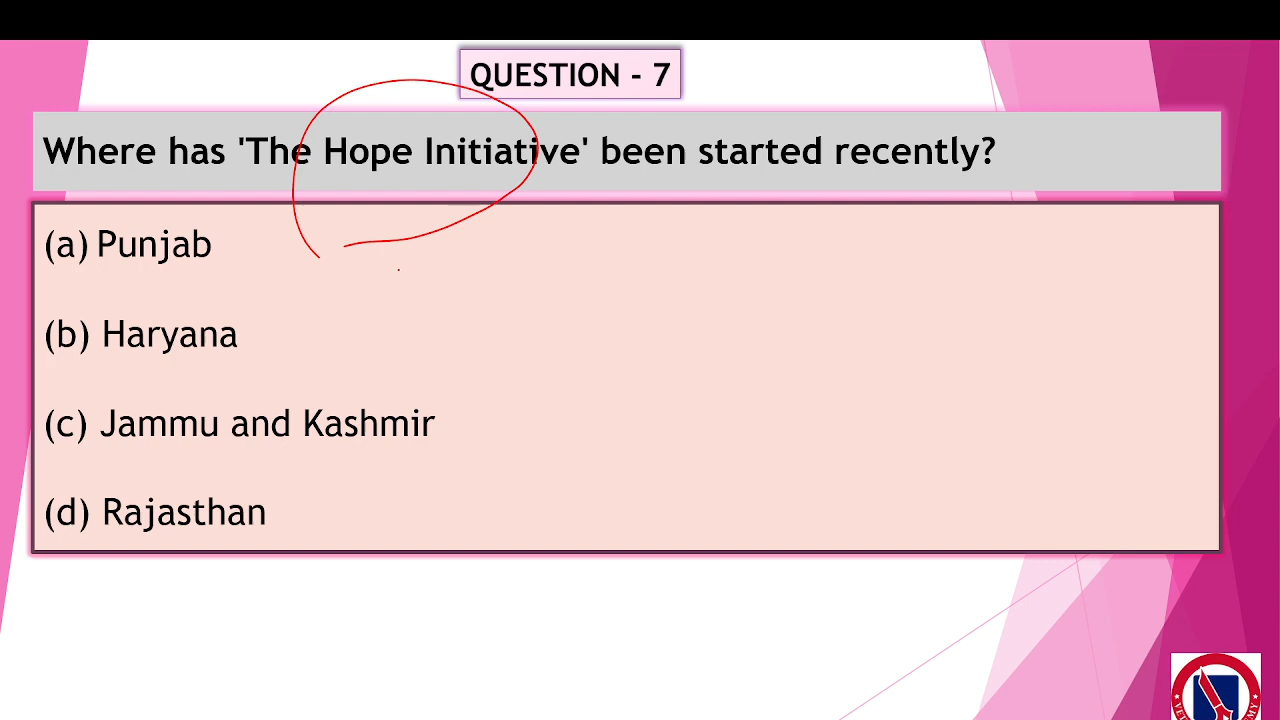 QUESTION - 7
Where has 'The Hope Initiative' been started recently?
(a) Punjab
(b) Haryana
(c) Jammu and Kashmir
(d) Rajasthan